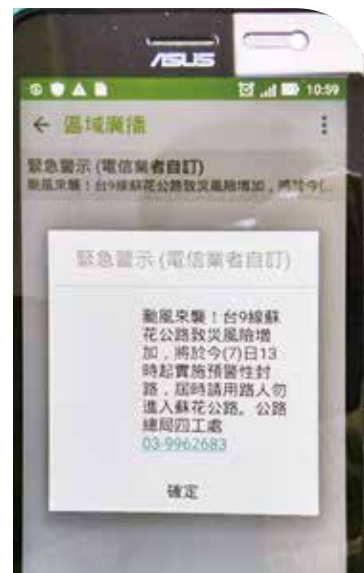 ASUS
10:59
區域廣播
緊急警示 (電信業者自訂)
颱風來襲！台9線蘇花公路致災風險增加，將於今(...
緊急警示 (電信業者自訂)
颱風來襲！台9線蘇
花公路致災風險增
加，將於今(7)日13
時起實施預警性封
路，屆時請用路人勿
進入蘇花公路。公路
總局四工處
03-9962683
確定